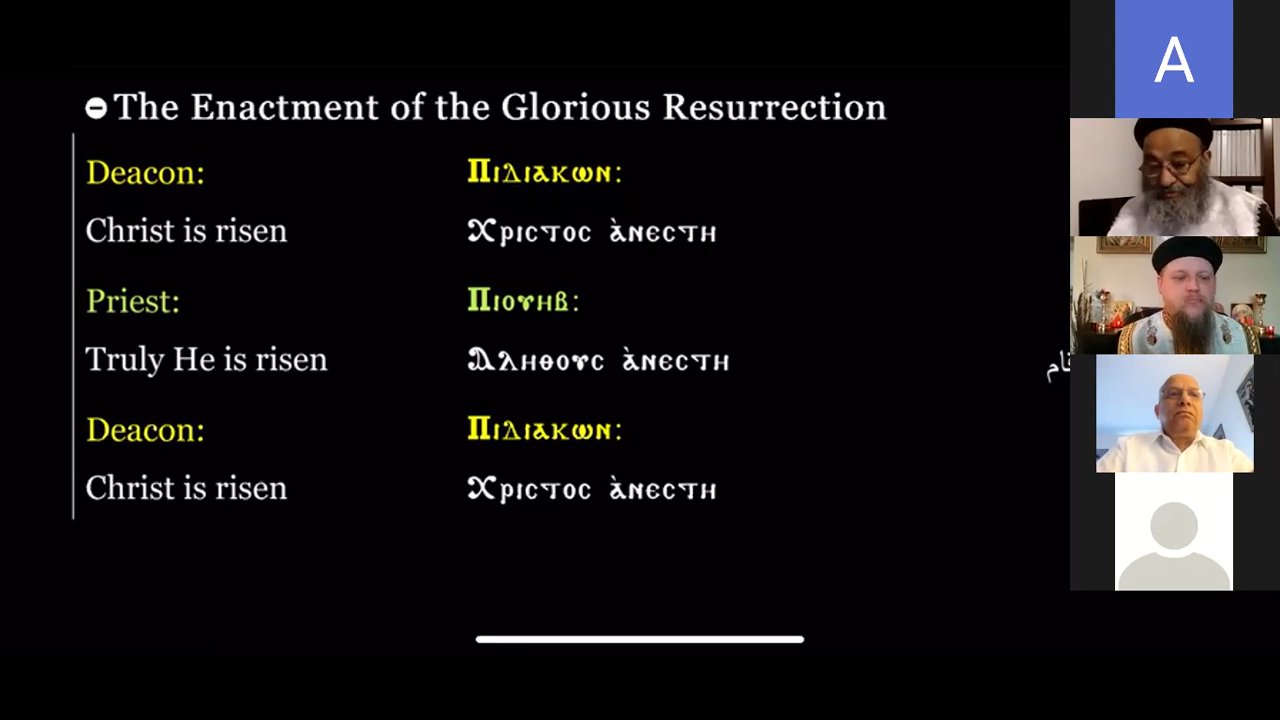 The Enactment of the Glorious Resurrection
Deacon: Ⲡⲓⲇⲓⲁⲕⲱⲛ:
Christ is risen Ⲭⲣⲓⲥⲧⲟⲥ ⲁ̀ⲛⲉⲥⲧⲏ
Priest: Ⲡⲓⲟⲩⲏⲃ:
Truly He is risen Ⲁⲗⲏⲑⲟⲩⲥ ⲁ̀ⲛⲉⲥⲧⲏ
Deacon: Ⲡⲓⲇⲓⲁⲕⲱⲛ:
Christ is risen Ⲭⲣⲓⲥⲧⲟⲥ ⲁ̀ⲛⲉⲥⲧⲏ
A